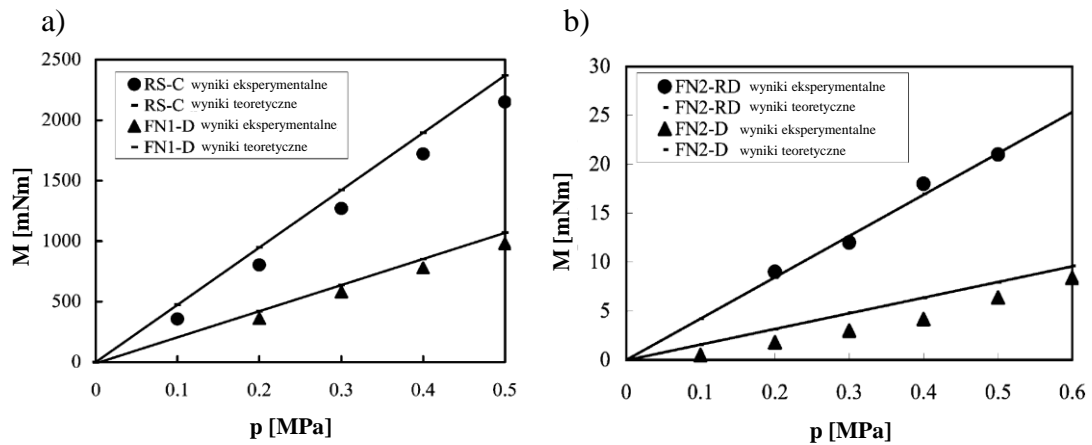 a)
2500
2000
1500
1000
500
0
M [mNm]
RS-C wyniki eksperymentalne
RS-C wyniki teoretyczne
FN1-D wyniki eksperymentalne
FN1-D wyniki teoretyczne
0 0.1 0.2 0.3 0.4 0.5
p [MPa]
b)
30
25
20
15
10
5
0
M [mNm]
FN2-RD wyniki eksperymentalne
FN2-RD wyniki teoretyczne
FN2-D wyniki eksperymentalne
FN2-D wyniki teoretyczne
0 0.1 0.2 0.3 0.4 0.5 0.6
p [MPa]